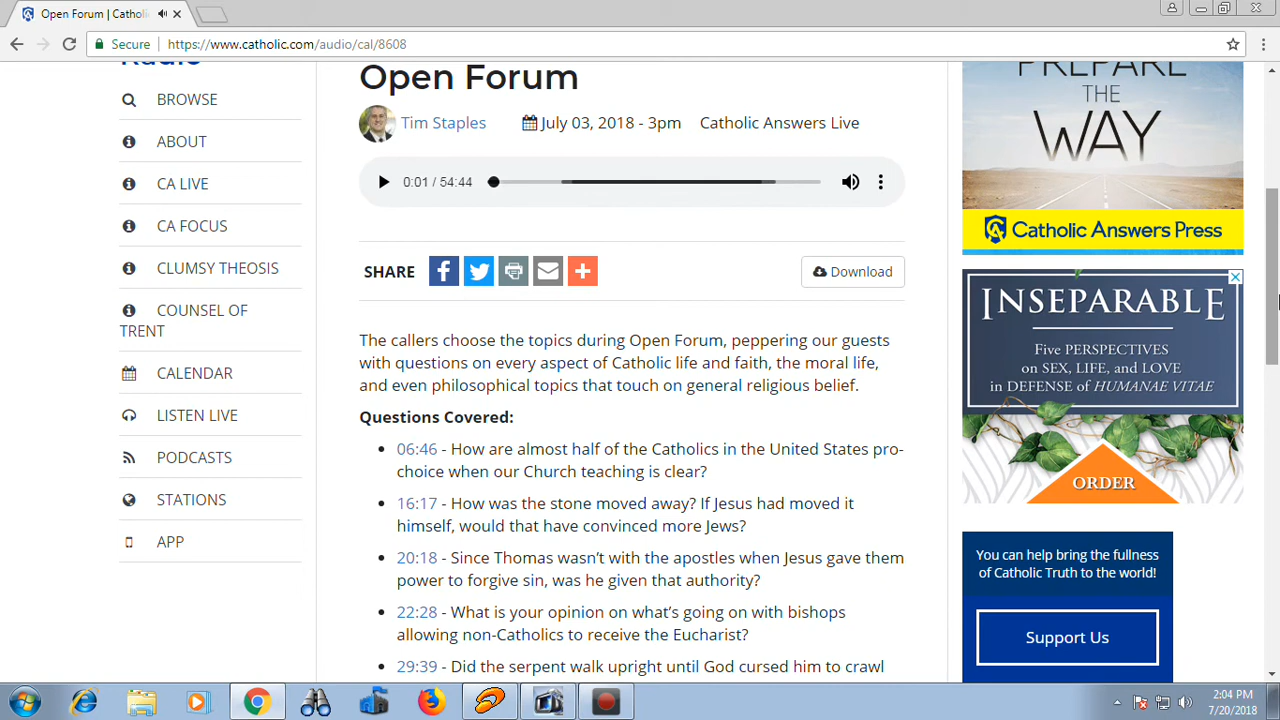 Open Forum | Catholi
Secure
https://www.catholic.com/audio/cal/8608
Radio
BROWSE
ABOUT
CA LIVE
CA FOCUS
CLUMSY THEOSIS
COUNSEL OF
TRENT
CALENDAR
LISTEN LIVE
PODCASTS
STATIONS
APP
Open Forum
Tim Staples July 03, 2018 - 3pm Catholic Answers Live
0:01 / 54:44
SHARE
Download
The callers choose the topics during Open Forum, peppering our guests
with questions on every aspect of Catholic life and faith, the moral life,
and even philosophical topics that touch on general religious belief.
Questions Covered:
06:46 - How are almost half of the Catholics in the United States pro-
choice when our Church teaching is clear?
16:17 - How was the stone moved away? If Jesus had moved it
himself, would that have convinced more Jews?
20:18 - Since Thomas wasn't with the apostles when Jesus gave them
power to forgive sin, was he given that authority?
22:28 - What is your opinion on what's going on with bishops
allowing non-Catholics to receive the Eucharist?
29:39 - Did the serpent walk upright until God cursed him to crawl
PREPARE
THE
WAY
Catholic Answers Press
INSEPARABLE
Five PERSPECTIVES
on SEX, LIFE, and LOVE
in DEFENSE of HUMANAE VITAE
ORDER
You can help bring the fullness
of Catholic Truth to the world!
Support Us
2:04 PM
7/20/2018